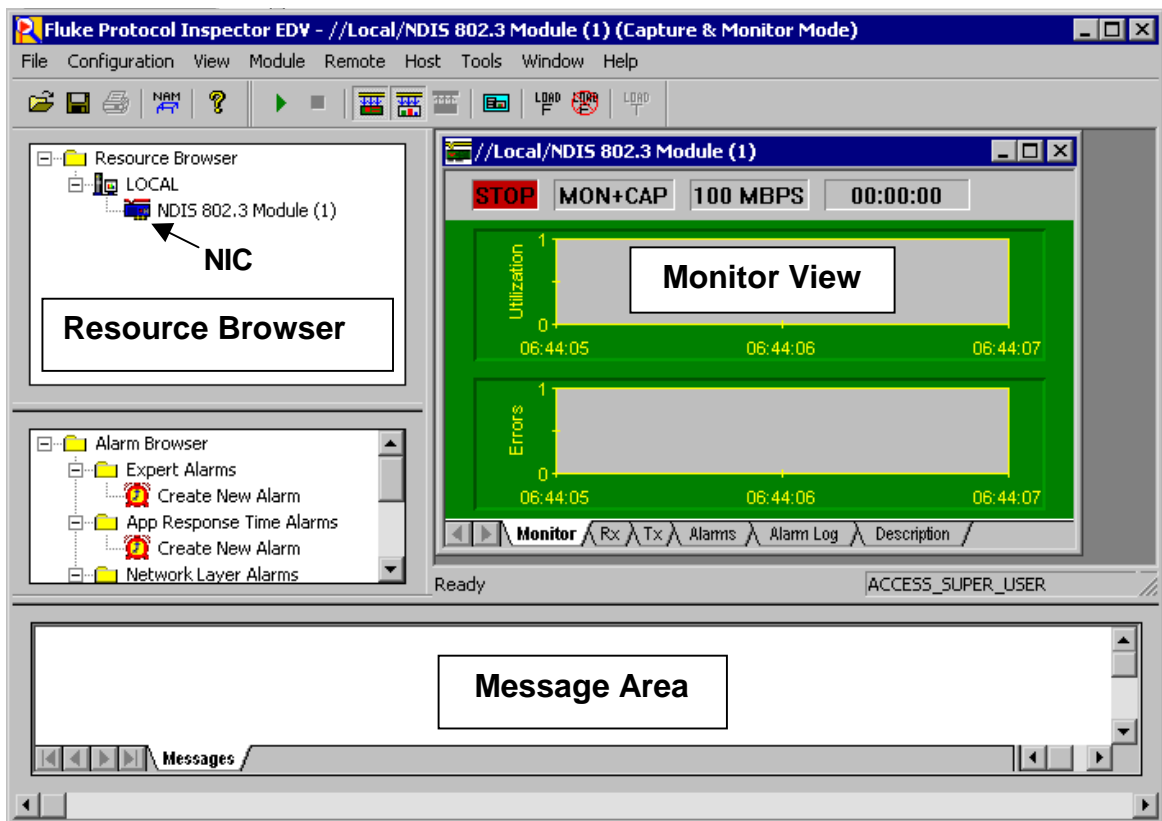 Fluke Protocol Inspector EDV - //Local/NDIS 802.3 Module (1) (Capture & Monitor Mode)
File Configuration View Module Remote Host Tools Window Help
NAM
LOAD
LOAD
LOAD
Resource Browser
LOCAL
NDIS 802.3 Module (1)
NIC
Resource Browser
//Local/NDIS 802.3 Module (1)
STOP MON+CAP 100 MBPS 00:00:00
Utilization
1
0
06:44:05 06:44:06 06:44:07
Monitor View
Errors
1
0
06:44:05 06:44:06 06:44:07
Monitor Rx Tx Alarms Alarm Log Description
Alarm Browser
Expert Alarms
Create New Alarm
App Response Time Alarms
Create New Alarm
Network Layer Alarms
Ready ACCESS_SUPER_USER
Message Area
Messages